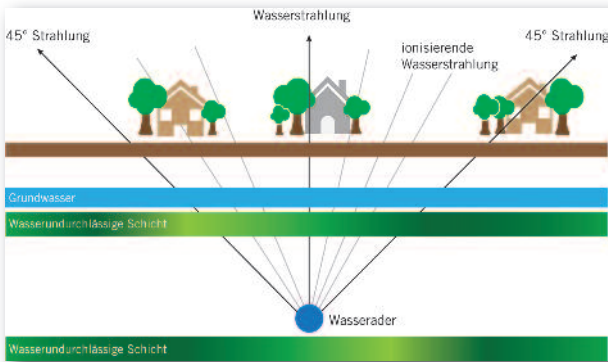 Wasserstrahlung
45° Strahlung
45° Strahlung
ionisierende
Wasserstrahlung
Grundwasser
Wasserundurchlässige Schicht
Wasserader
Wasserundurchlässige Schicht